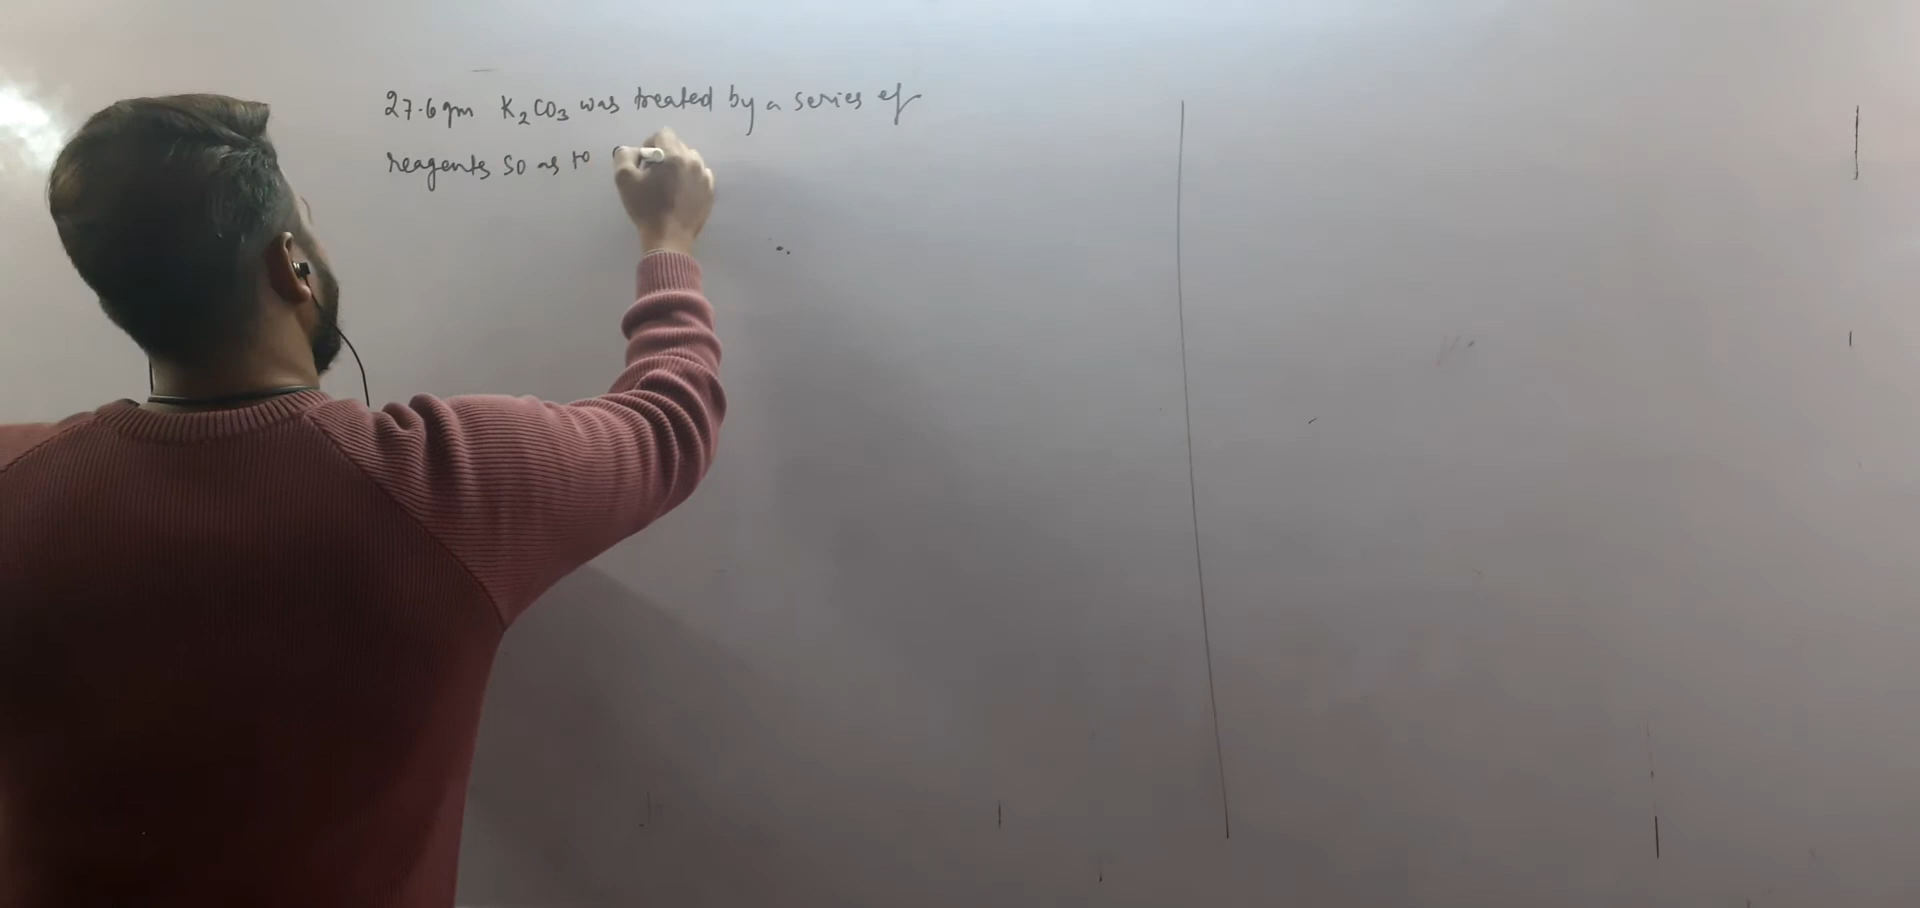 27.6 gm K₂CO₃ was treated by a series of
reagents so as to